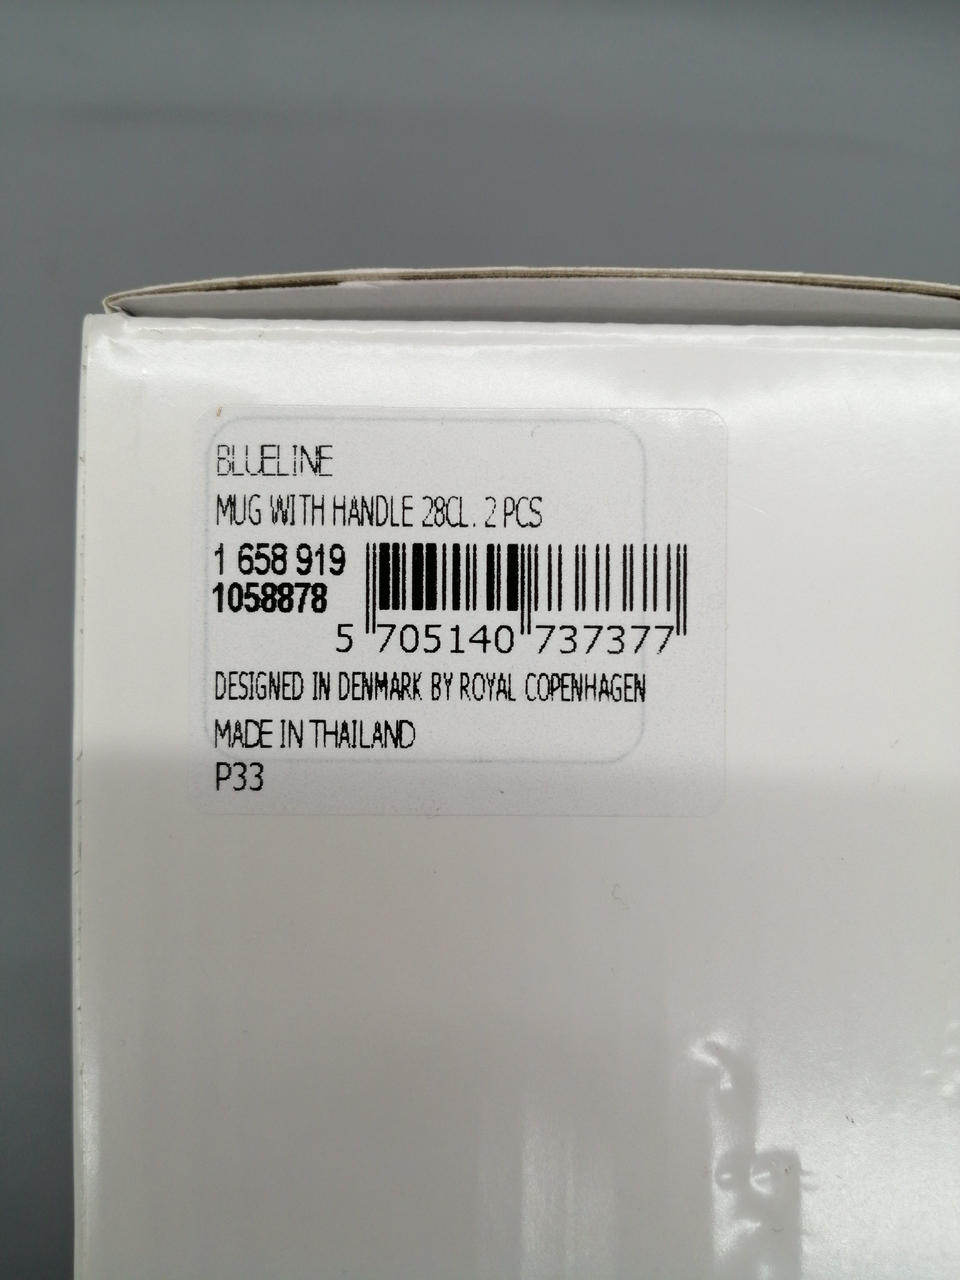 BLUELINE
MUG WITH HANDLE 28CL. 2 PCS
1 658 919
1058878
5 705140 737377
DESIGNED IN DENMARK BY ROYAL COPENHAGEN
MADE IN THAILAND
P33